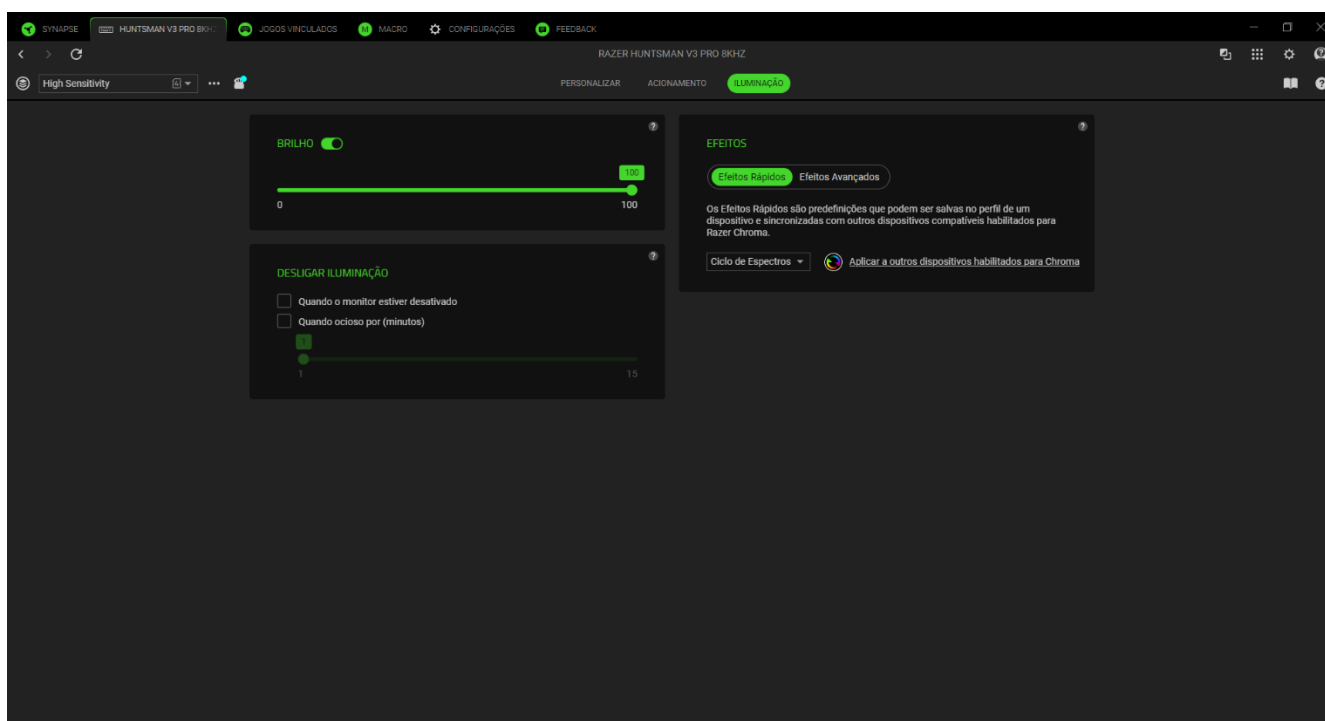 SYNAPSE
HUNTSMAN V3 PRO 8KHZ
JOGOS VINCULADOS
MACRO
CONFIGURAÇÕES
FEEDBACK
RAZER HUNTSMAN V3 PRO 8KHZ
High Sensitivity
PERSONALIZAR
ACIONAMENTO
ILUMINAÇÃO
BRILHO
100
0
100
DESLIGAR ILUMINAÇÃO
Quando o monitor estiver desativado
Quando ocioso por (minutos)
1
1
15
EFEITOS
Efeitos Rápidos
Efeitos Avançados
Os Efeitos Rápidos são predefinições que podem ser salvas no perfil de um
dispositivo e sincronizadas com outros dispositivos compatíveis habilitados para
Razer Chroma.
Ciclo de Espectros
Aplicar a outros dispositivos habilitados para Chroma